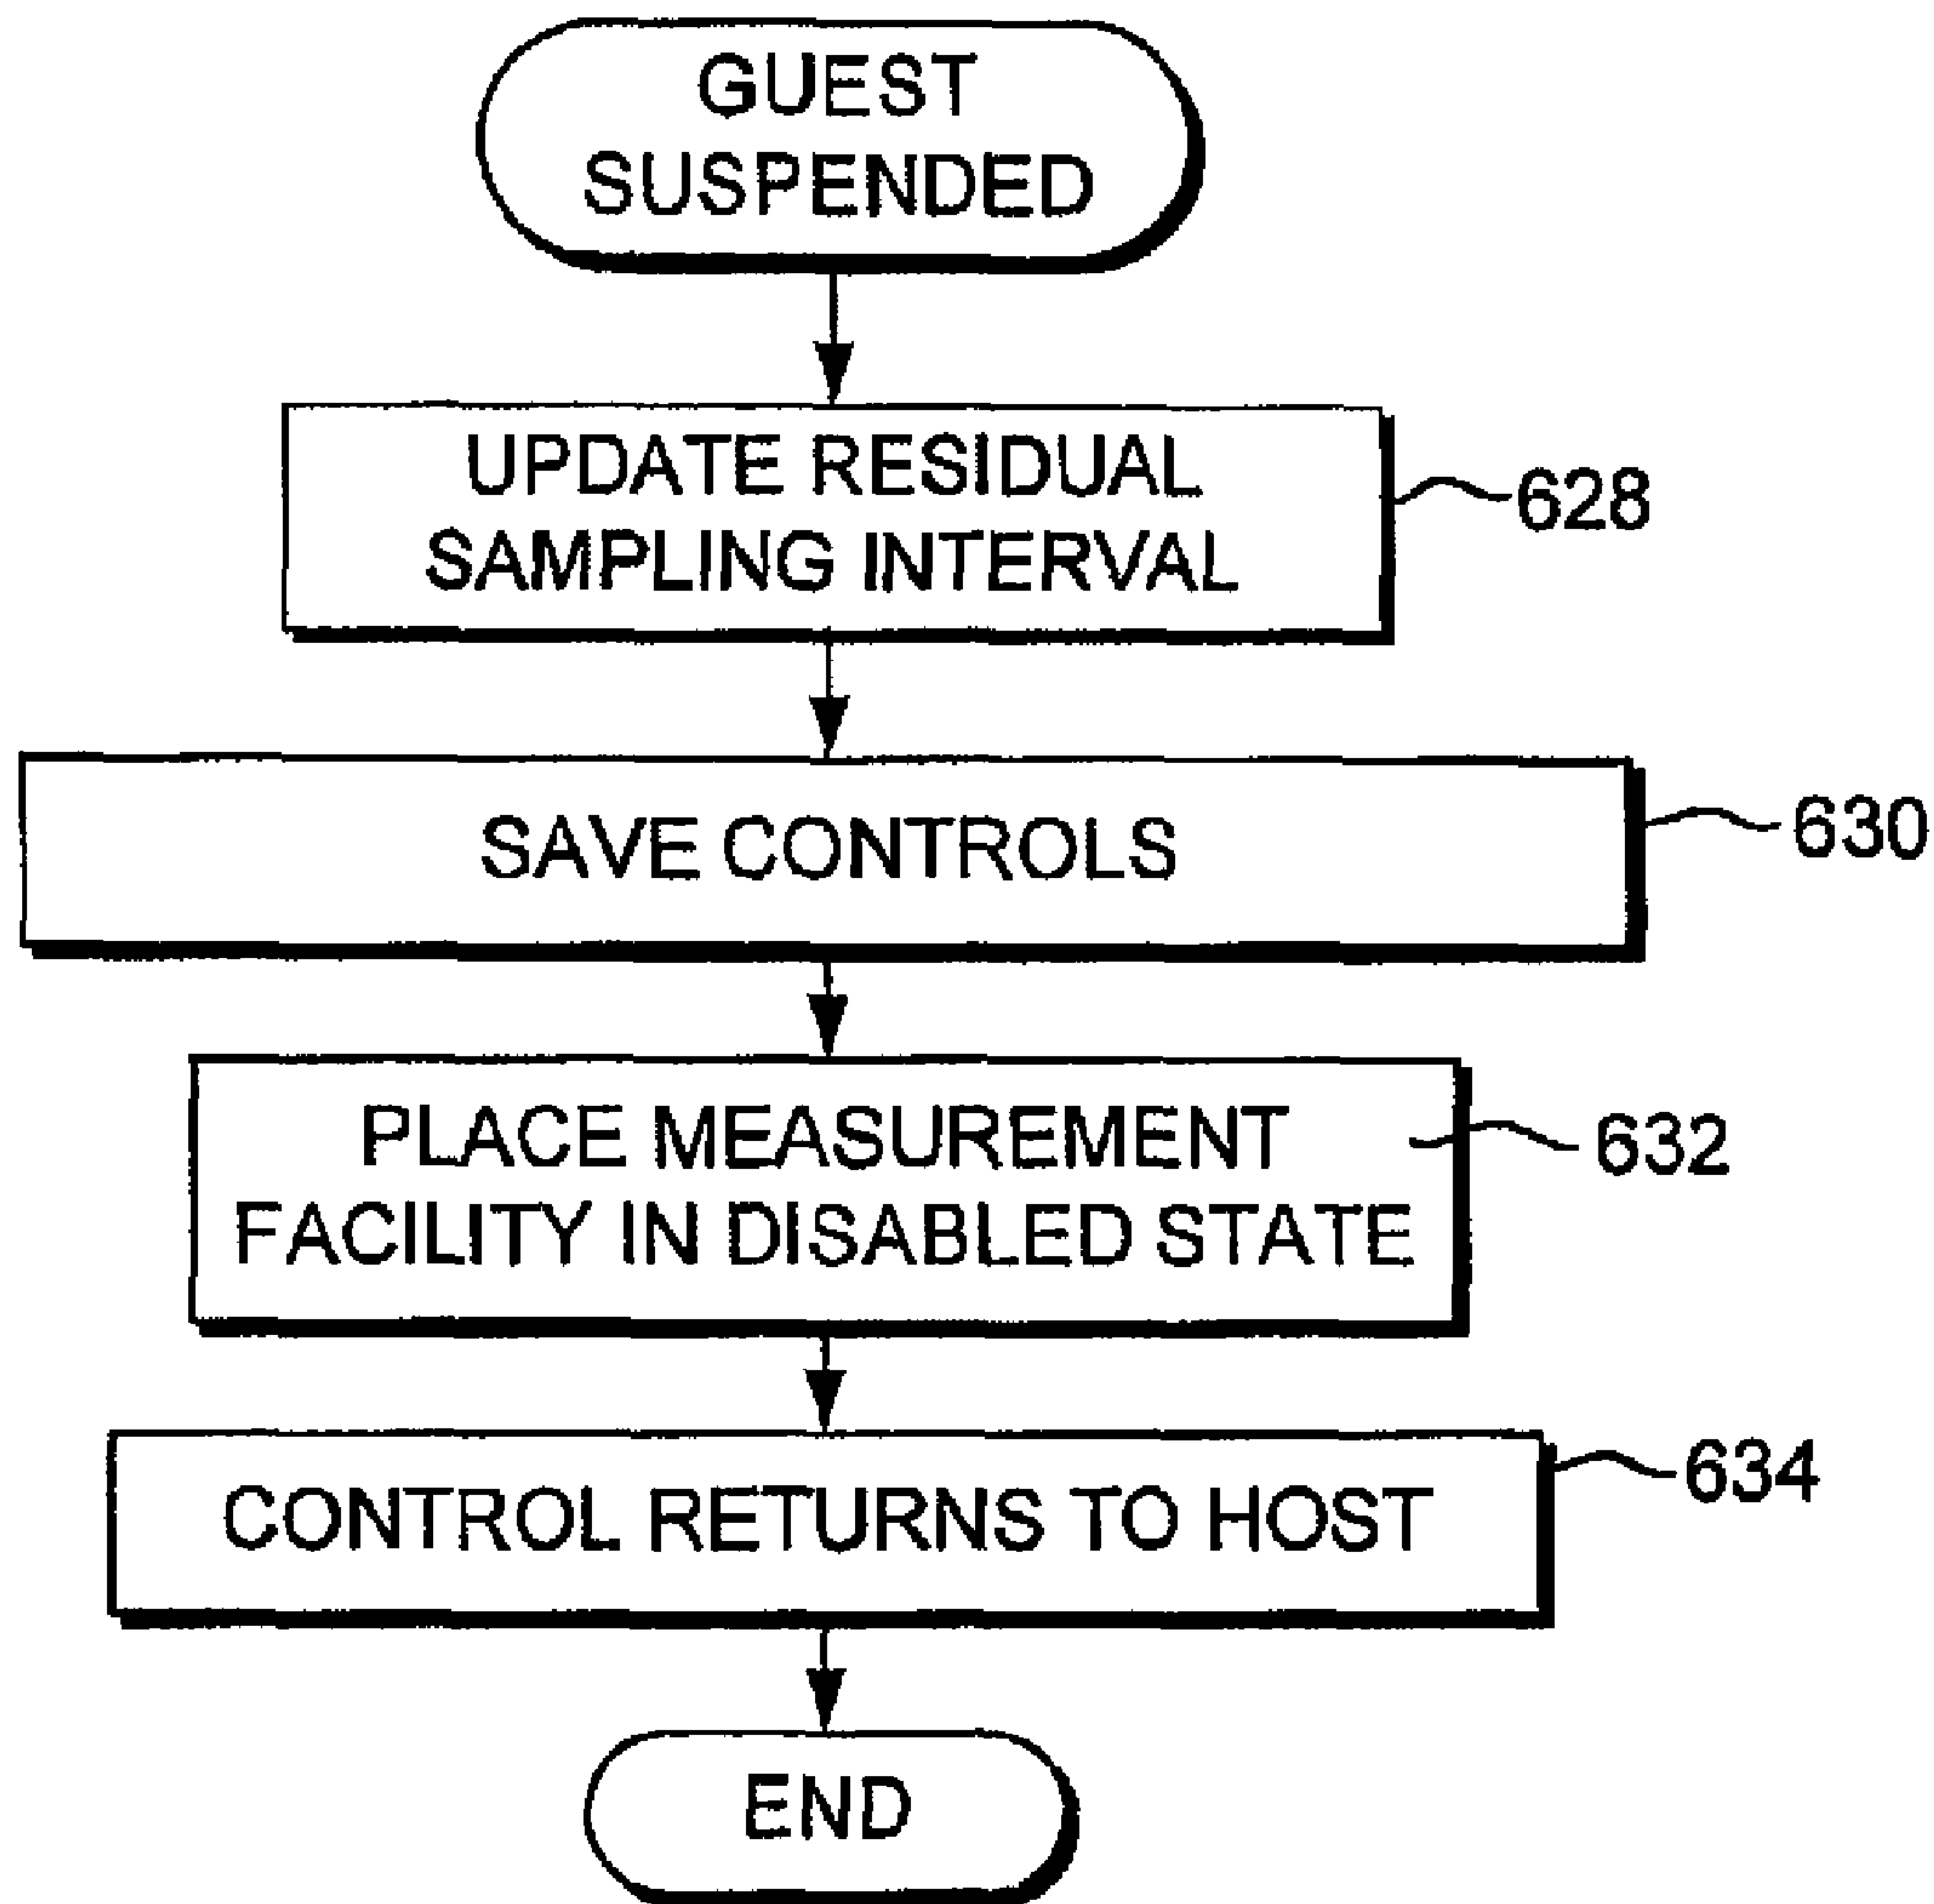 GUEST
SUSPENDED
UPDATE RESIDUAL
SAMPLING INTERVAL
628
SAVE CONTROLS
630
PLACE MEASUREMENT
FACILITY IN DISABLED STATE
632
CONTROL RETURNS TO HOST
634
END